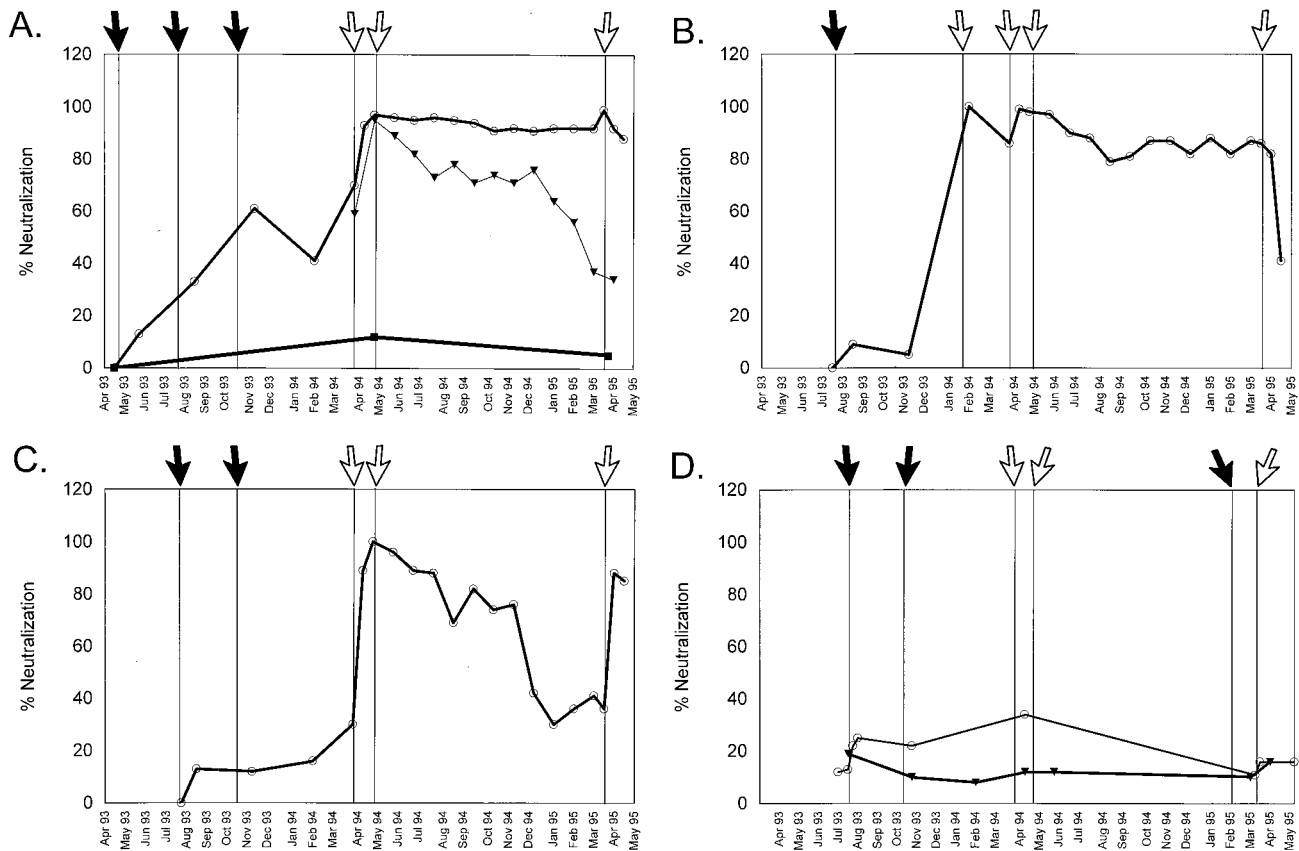 A.
120
100
80
60
40
20
0
% Neutralization
Apr 93
May 93
Jun 93
Jul 93
Aug 93
Sep 93
Oct 93
Nov 93
Dec 93
Jan 94
Feb 94
Mar 94
Apr 94
May 94
Jun 94
Jul 94
Aug 94
Sep 94
Oct 94
Nov 94
Dec 94
Jan 95
Feb 95
Mar 95
Apr 95
May 95
B.
120
100
80
60
40
20
0
% Neutralization
Apr 93
May 93
Jun 93
Jul 93
Aug 93
Sep 93
Oct 93
Nov 93
Dec 93
Jan 94
Feb 94
Mar 94
Apr 94
May 94
Jun 94
Jul 94
Aug 94
Sep 94
Oct 94
Nov 94
Dec 94
Jan 95
Feb 95
Mar 95
Apr 95
May 95
C.
120
100
80
60
40
20
0
% Neutralization
Apr 93
May 93
Jun 93
Jul 93
Aug 93
Sep 93
Oct 93
Nov 93
Dec 93
Jan 94
Feb 94
Mar 94
Apr 94
May 94
Jun 94
Jul 94
Aug 94
Sep 94
Oct 94
Nov 94
Dec 94
Jan 95
Feb 95
Mar 95
Apr 95
May 95
D.
120
100
80
60
40
20
0
% Neutralization
Apr 93
May 93
Jun 93
Jul 93
Aug 93
Sep 93
Oct 93
Nov 93
Dec 93
Jan 94
Feb 94
Mar 94
Apr 94
May 94
Jun 94
Jul 94
Aug 94
Sep 94
Oct 94
Nov 94
Dec 94
Jan 95
Feb 95
Mar 95
Apr 95
May 95